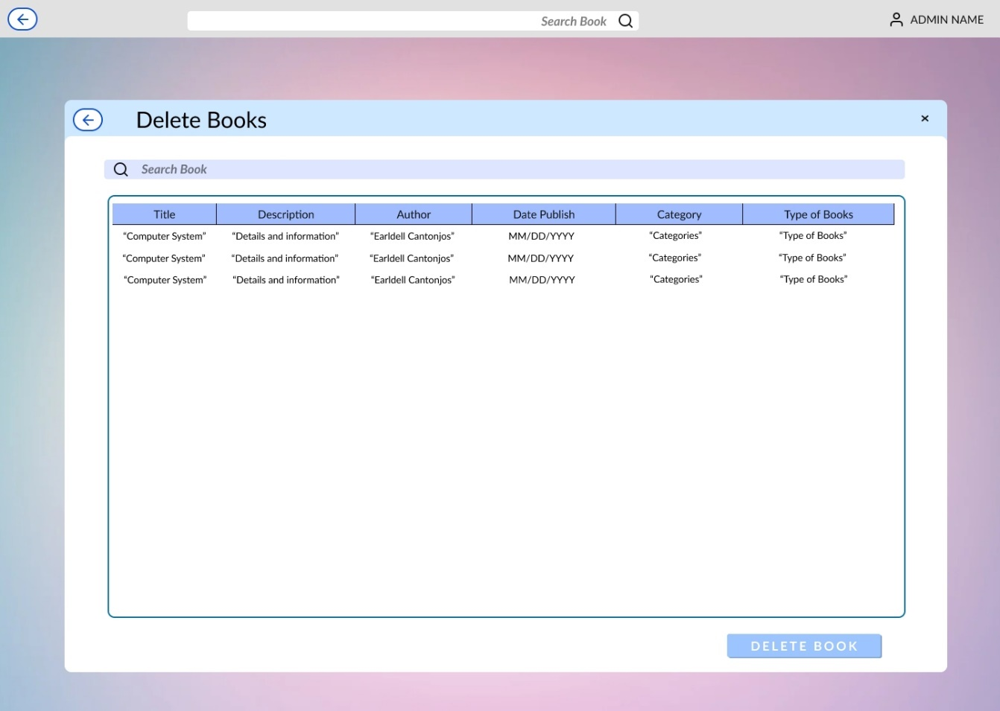 Search Book
ADMIN NAME
Delete Books
×
Search Book
Title Description Author Date Publish Category Type of Books
“Computer System” “Details and information” “Earldell Cantonjos” MM/DD/YYYY “Categories” “Type of Books”
“Computer System” “Details and information” “Earldell Cantonjos” MM/DD/YYYY “Categories” “Type of Books”
“Computer System” “Details and information” “Earldell Cantonjos” MM/DD/YYYY “Categories” “Type of Books”
DELETE BOOK